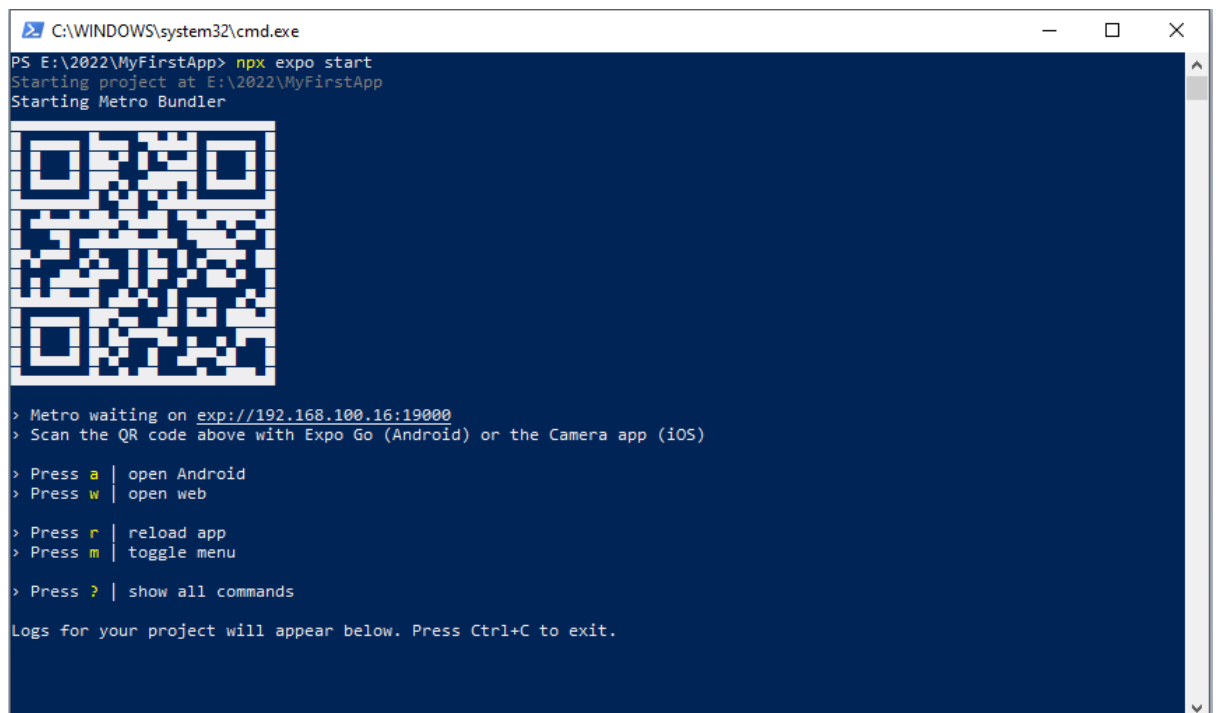 C:\WINDOWS\system32\cmd.exe
PS E:\2022\MyFirstApp> npx expo start
Starting project at E:\2022\MyFirstApp
Starting Metro Bundler
› Metro waiting on exp://192.168.100.16:19000
› Scan the QR code above with Expo Go (Android) or the Camera app (iOS)
› Press a │ open Android
› Press w │ open web
› Press r │ reload app
› Press m │ toggle menu
› Press ? │ show all commands
Logs for your project will appear below. Press Ctrl+C to exit.